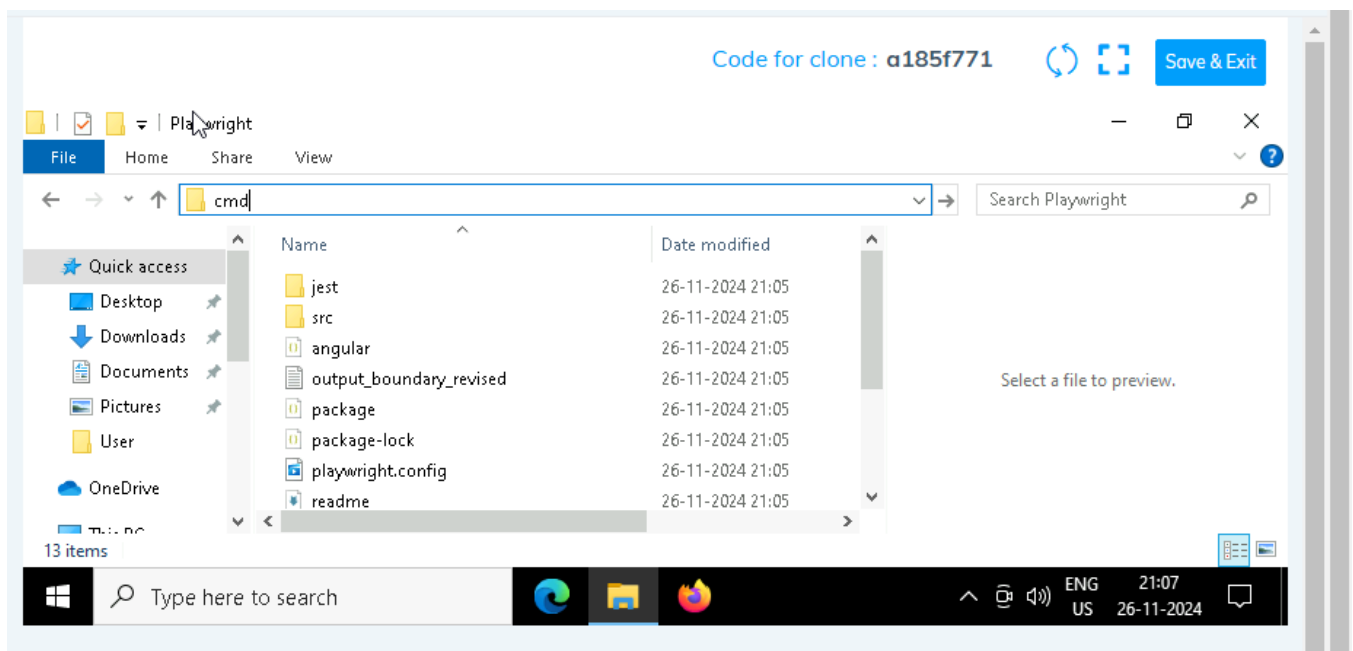 Code for clone : a185f771 Save & Exit
Playwright
File Home Share View
cmd Search Playwright
Name Date modified
Quick access
Desktop
Downloads
Documents
Pictures
User
OneDrive
This PC
jest 26-11-2024 21:05
src 26-11-2024 21:05
angular 26-11-2024 21:05
output_boundary_revised 26-11-2024 21:05
package 26-11-2024 21:05
package-lock 26-11-2024 21:05
playwright.config 26-11-2024 21:05
readme 26-11-2024 21:05
Select a file to preview.
13 items
Type here to search
ENG 21:07
US 26-11-2024